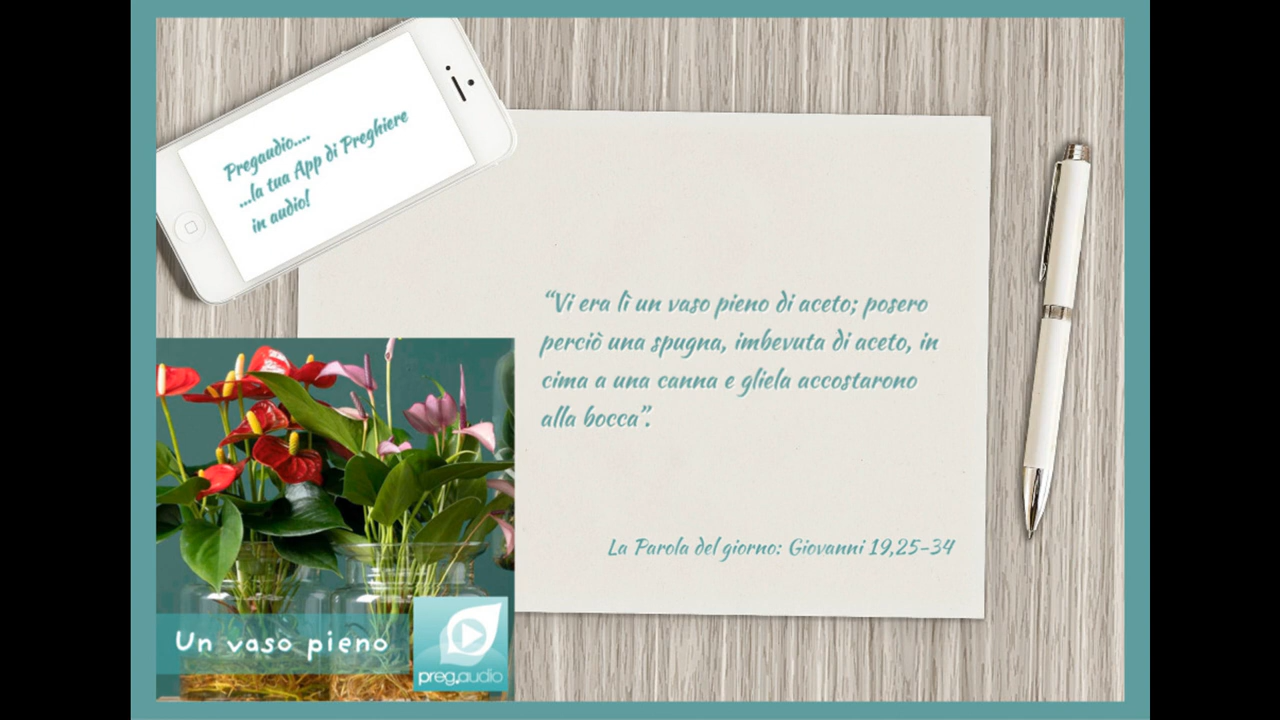 Pregaudio....
...la tua App di Preghiere
in audio!
“Vi era lì un vaso pieno di aceto; posero
perciò una spugna, imbevuta di aceto, in
cima a una canna e gliela accostarono
alla bocca”.
La Parola del giorno: Giovanni 19,25-34
Un vaso pieno
preg.audio